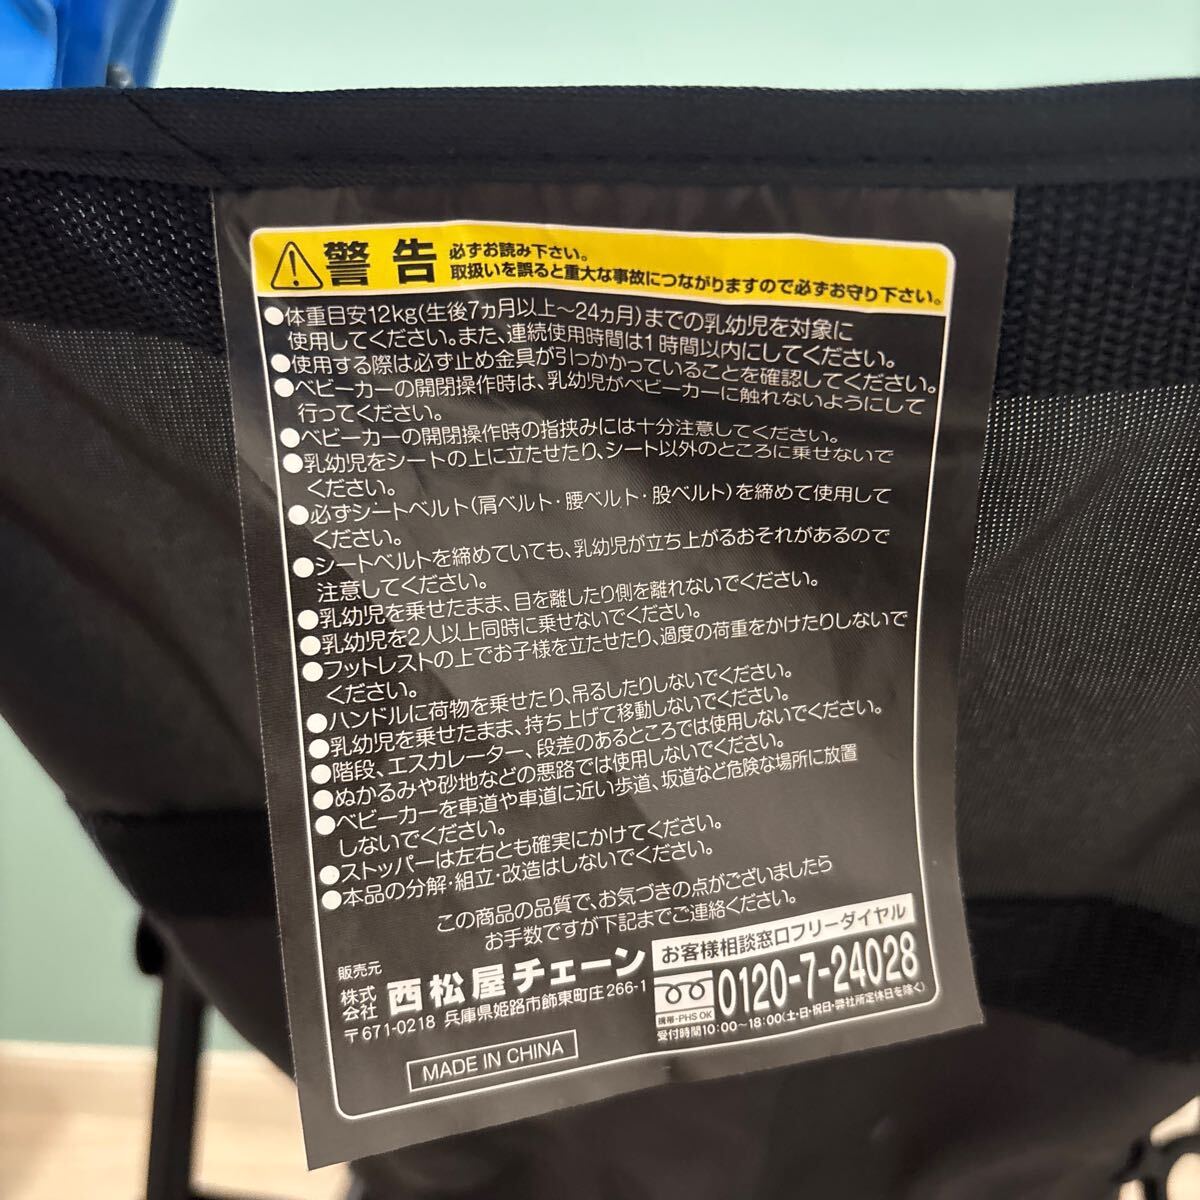 警告 必ずお読み下さい。
取扱いを誤ると重大な事故につながりますので必ずお守り下さい。
●体重目安12kg(生後7ヵ月以上～24ヵ月)までの乳幼児を対象に
使用してください。また、連続使用時間は1時間以内にしてください。
●使用する際は必ず止め金具が引っかかっていることを確認してください。
●ベビーカーの開閉操作時は、乳幼児がベビーカーに触れないようにして
行ってください。
●ベビーカーの開閉操作時の指挟みには十分注意してください。
●乳幼児をシートの上に立たせたり、シート以外のところに乗せないで
ください。
●必ずシートベルト(肩ベルト・腰ベルト・股ベルト)を締めて使用して
ください。
●シートベルトを締めていても、乳幼児が立ち上がるおそれがあるので
注意してください。
●乳幼児を乗せたまま、目を離したり側を離れないでください。
●乳幼児を2人以上同時に乗せないでください。
●フットレストの上でお子様を立たせたり、過度の荷重をかけたりしないで
ください。
●ハンドルに荷物を乗せたり、吊るしたりしないでください。
●乳幼児を乗せたまま、持ち上げて移動しないでください。
●階段、エスカレーター、段差のあるところでは使用しないでください。
●ぬかるみや砂地などの悪路では使用しないでください。
●ベビーカーを車道や車道に近い歩道、坂道など危険な場所に放置
しないでください。
●ストッパーは左右とも確実にかけてください。
●本品の分解・組立・改造はしないでください。
この商品の品質で、お気づきの点がございましたら
お手数ですが下記までご連絡ください。
販売元
株式会社 西松屋チェーン
〒671-0218 兵庫県姫路市飾東町庄266-1
お客様相談窓口フリーダイヤル
0120-7-24028
携帯・PHS OK
受付時間10:00～18:00(土・日・祝日・弊社所定休日を除く)
MADE IN CHINA